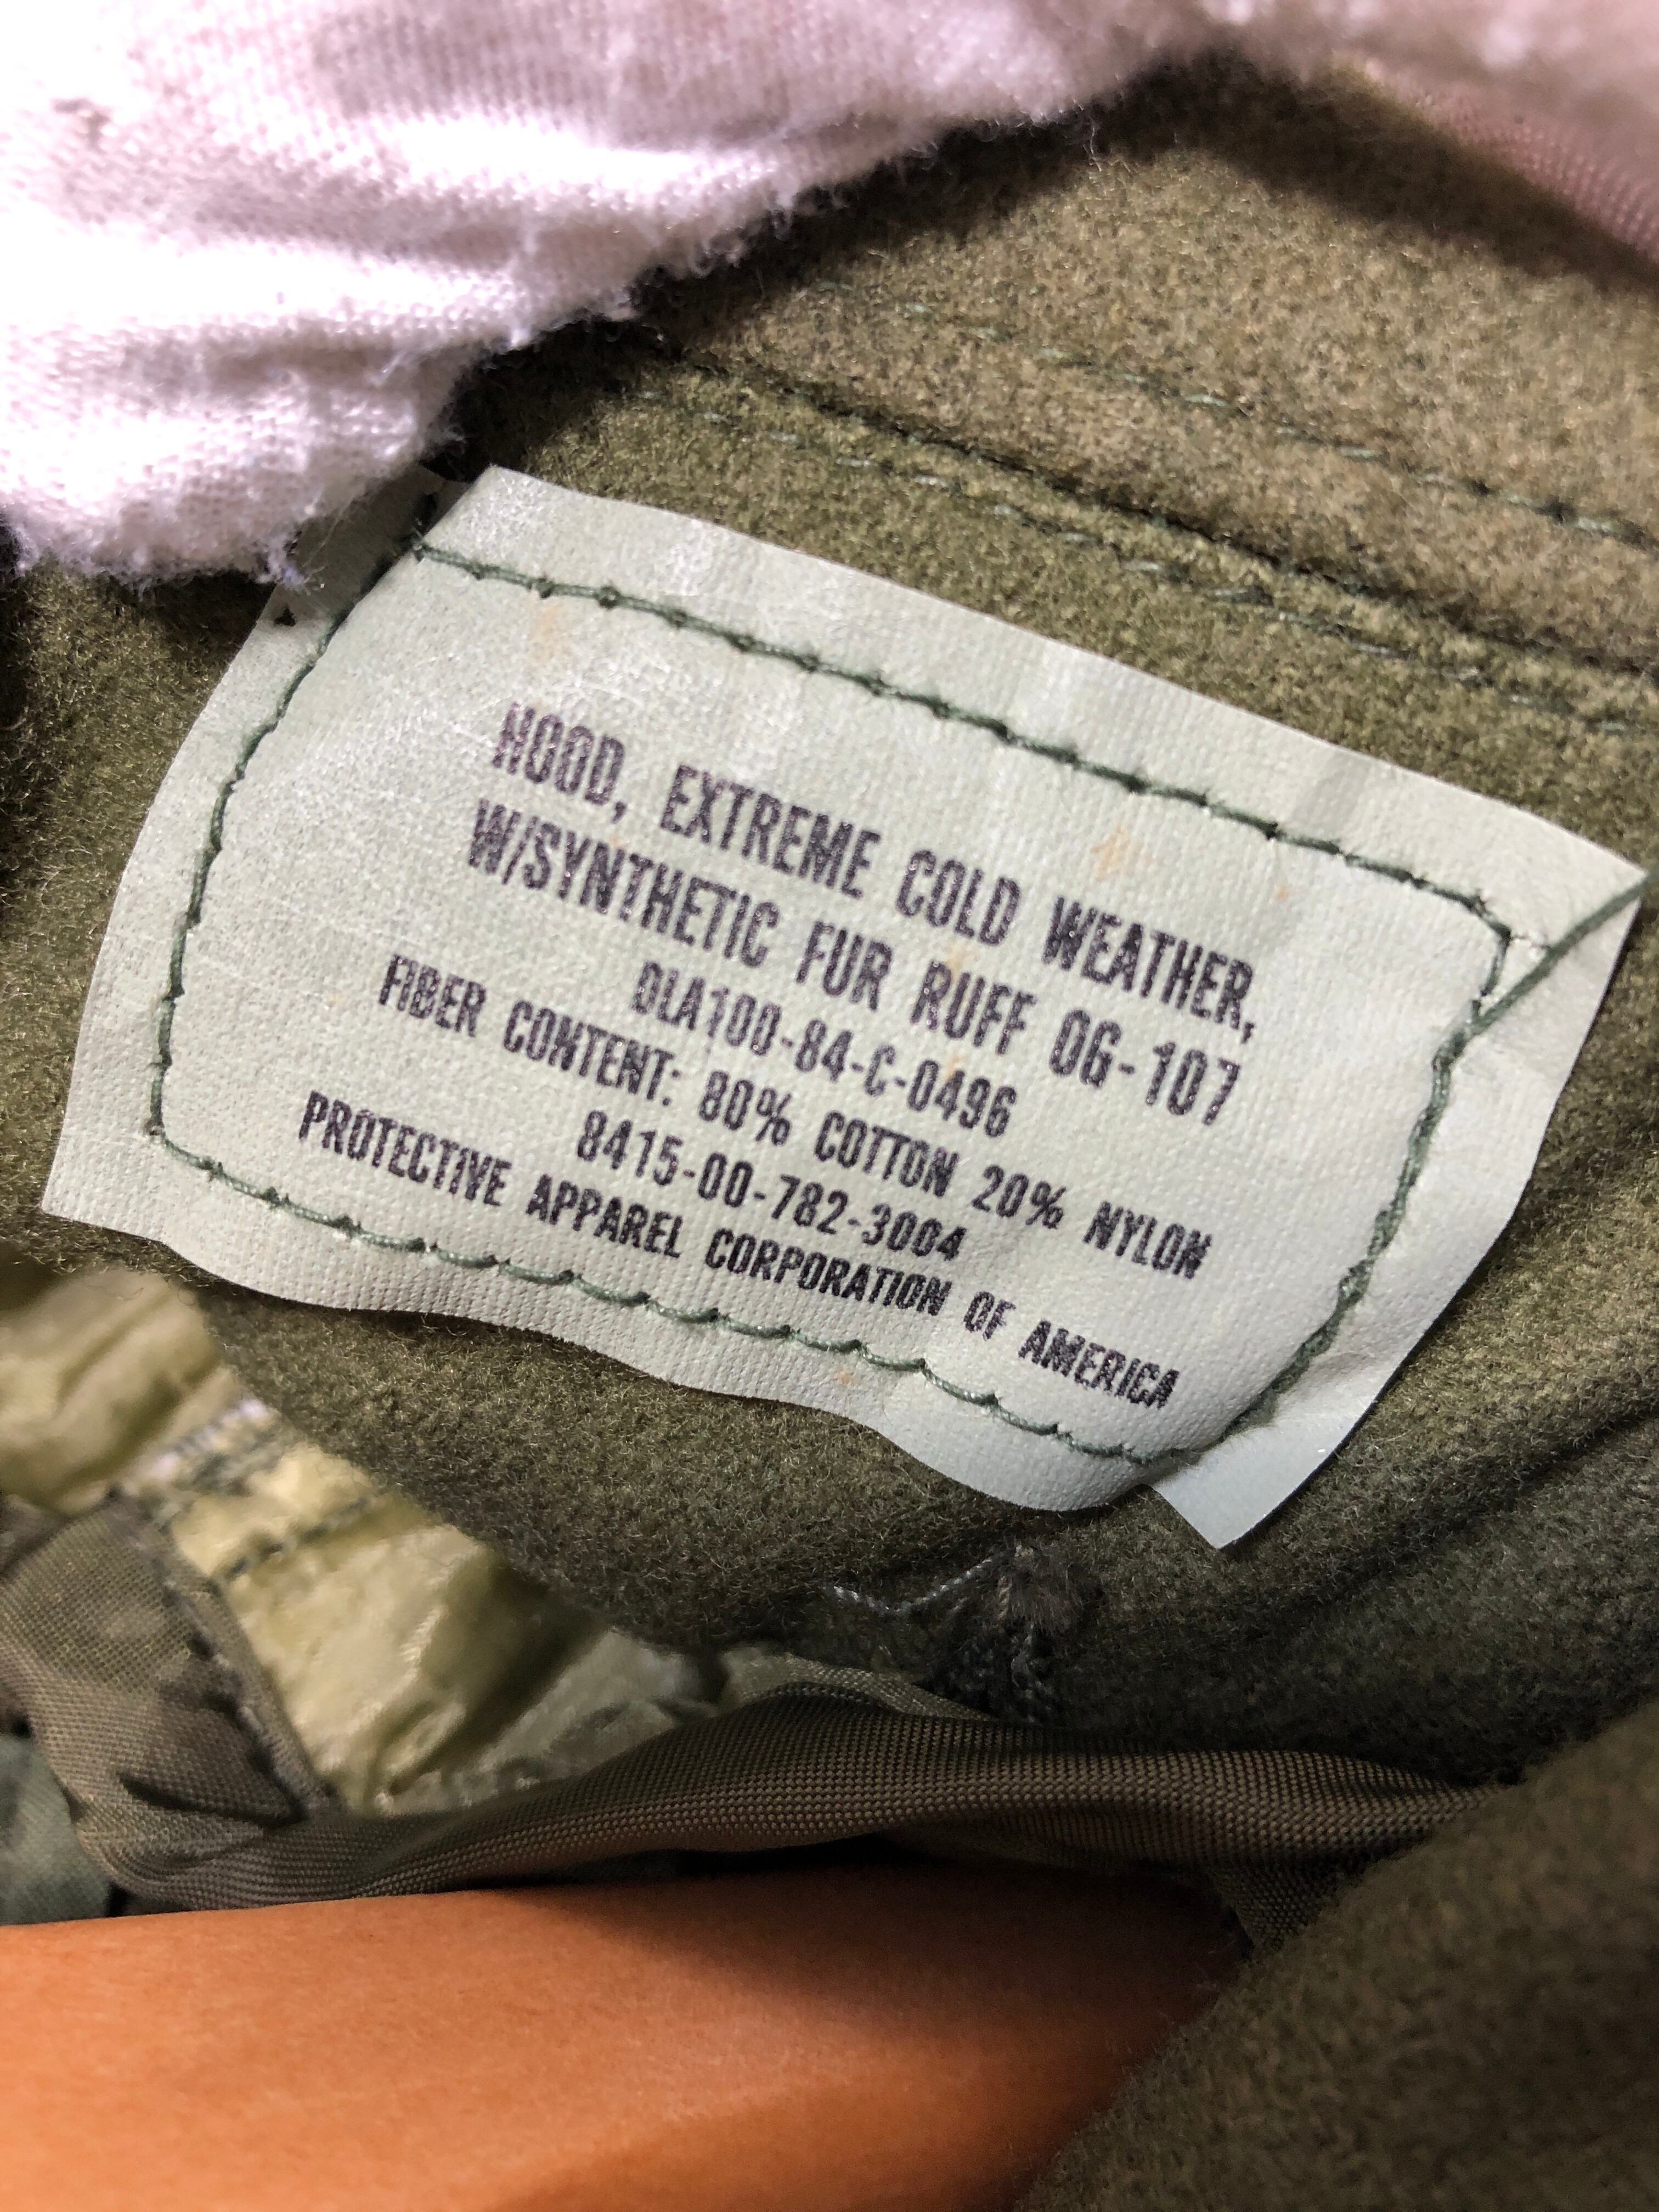 HOOD, EXTREME COLD WEATHER,
W/SYNTHETIC FUR RUFF OG-107
DLA100-84-C-0496
FIBER CONTENT: 80% COTTON 20% NYLON
8415-00-782-3004
PROTECTIVE APPAREL CORPORATION OF AMERICA